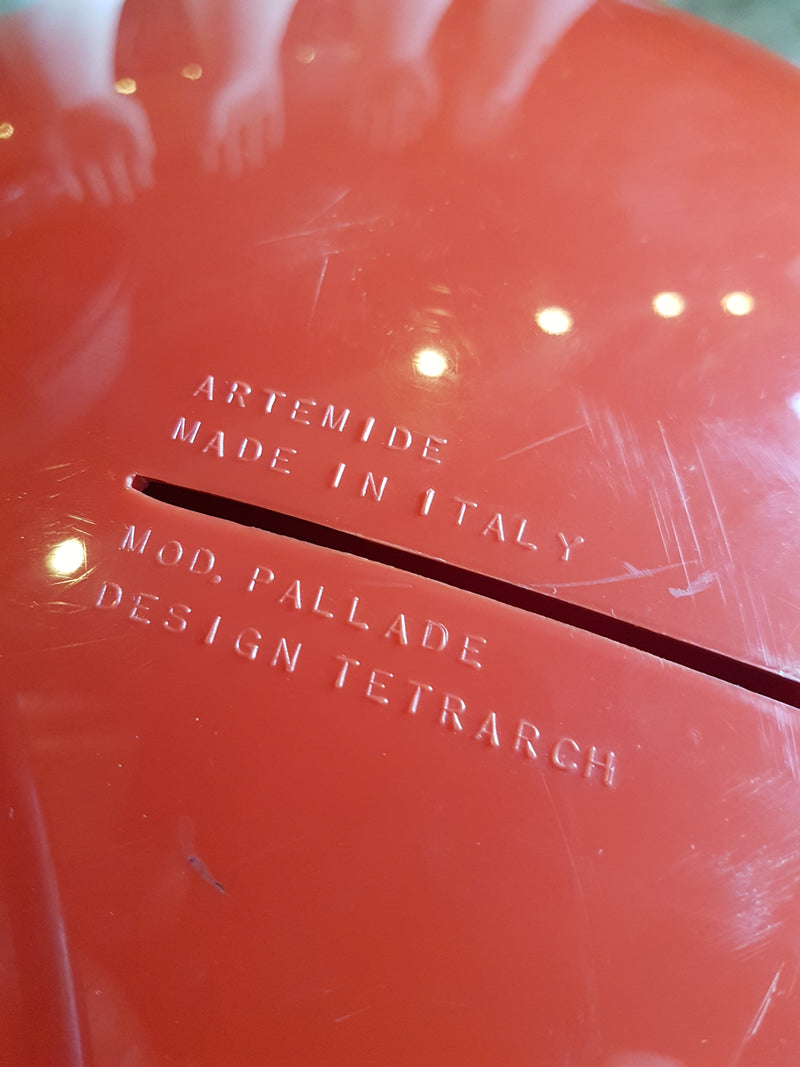 ARTEMIDE
MADE IN ITALY
MOD. PALLADE
DESIGN TETRARCH